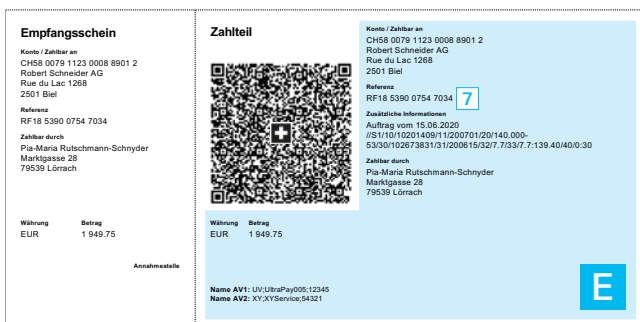 Empfangsschein
Konto / Zahlbar an
CH58 0079 1123 0008 8901 2
Robert Schneider AG
Rue du Lac 1268
2501 Biel
Referenz
RF18 5390 0754 7034
Zahlbar durch
Pia-Maria Rutschmann-Schnyder
Marktgasse 28
79539 Lörrach
Währung Betrag
EUR 1 949.75
Annahmestelle
Zahlteil
Währung Betrag
EUR 1 949.75
Name AV1: UV;UltraPay005;12345
Name AV2: XY;XYService;54321
Konto / Zahlbar an
CH58 0079 1123 0008 8901 2
Robert Schneider AG
Rue du Lac 1268
2501 Biel
Referenz
RF18 5390 0754 7034 7
Zusätzliche Informationen
Auftrag vom 15.06.2020
//S1/10/10201409/11/200701/20/140.000-
53/30/102673831/31/200615/32/7.7/33/7.7:139.40/40/0:30
Zahlbar durch
Pia-Maria Rutschmann-Schnyder
Marktgasse 28
79539 Lörrach
E